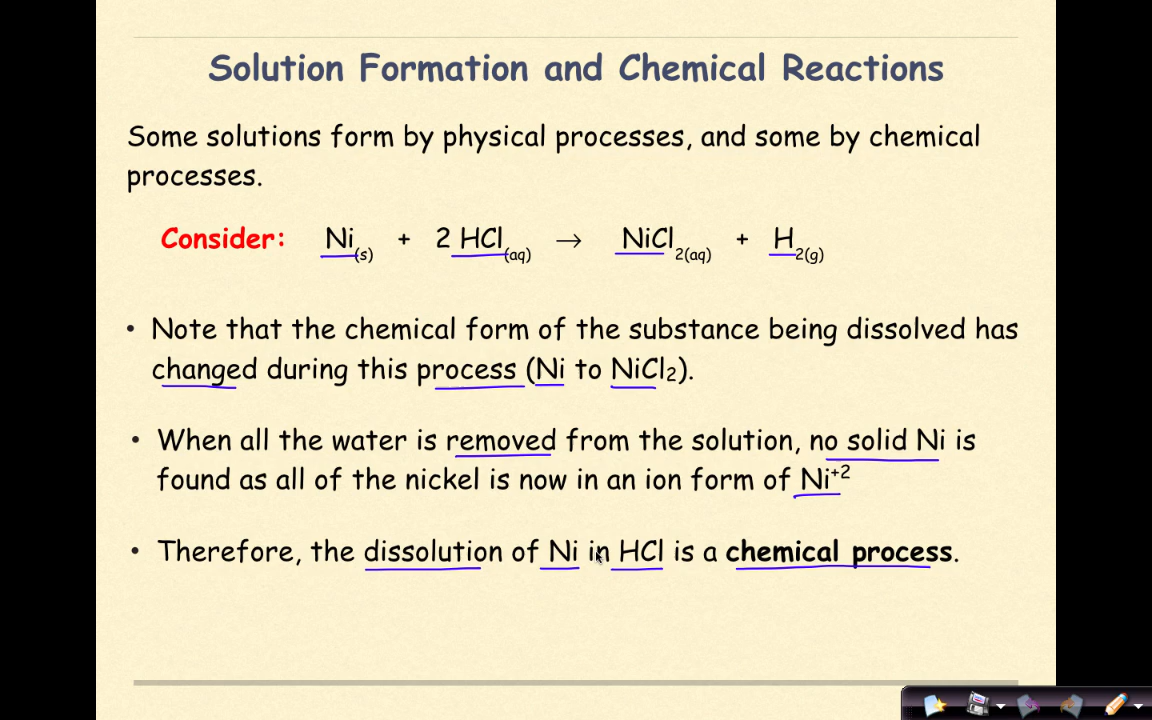 Solution Formation and Chemical Reactions
Some solutions form by physical processes, and some by chemical
processes.
Consider: Ni(s) + 2 HCl(aq) → NiCl2(aq) + H2(g)
• Note that the chemical form of the substance being dissolved has
changed during this process (Ni to NiCl₂).
• When all the water is removed from the solution, no solid Ni is
found as all of the nickel is now in an ion form of Ni⁺²
• Therefore, the dissolution of Ni in HCl is a chemical process.